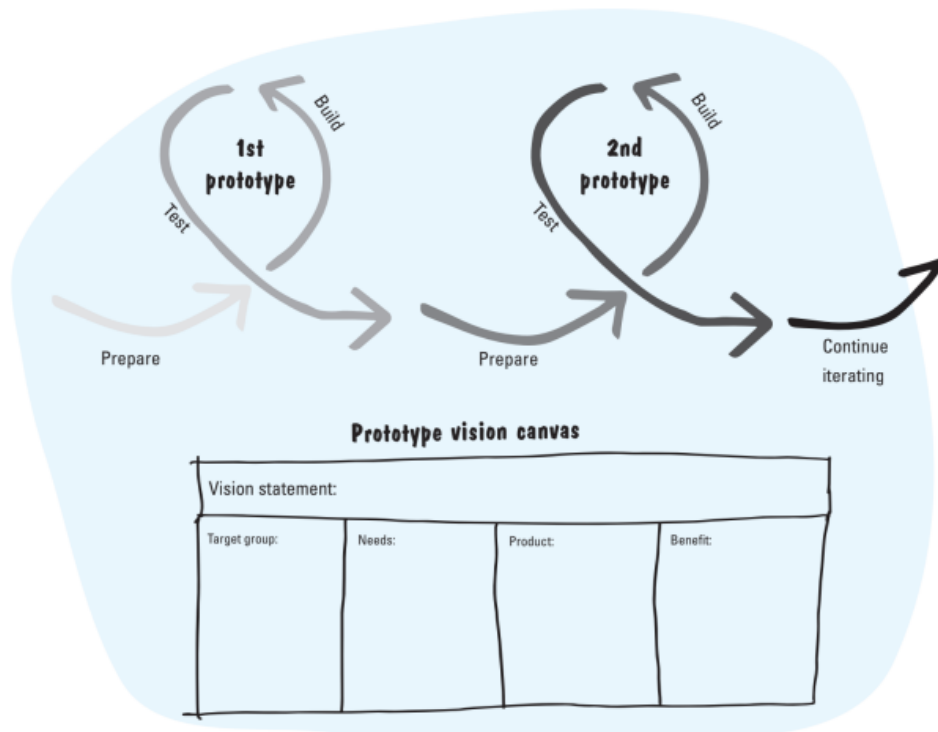 Build
1st
prototype
Test
Prepare
Build
2nd
prototype
Test
Prepare
Continue
iterating
Prototype vision canvas
Vision statement:
Target group:
Needs:
Product:
Benefit: